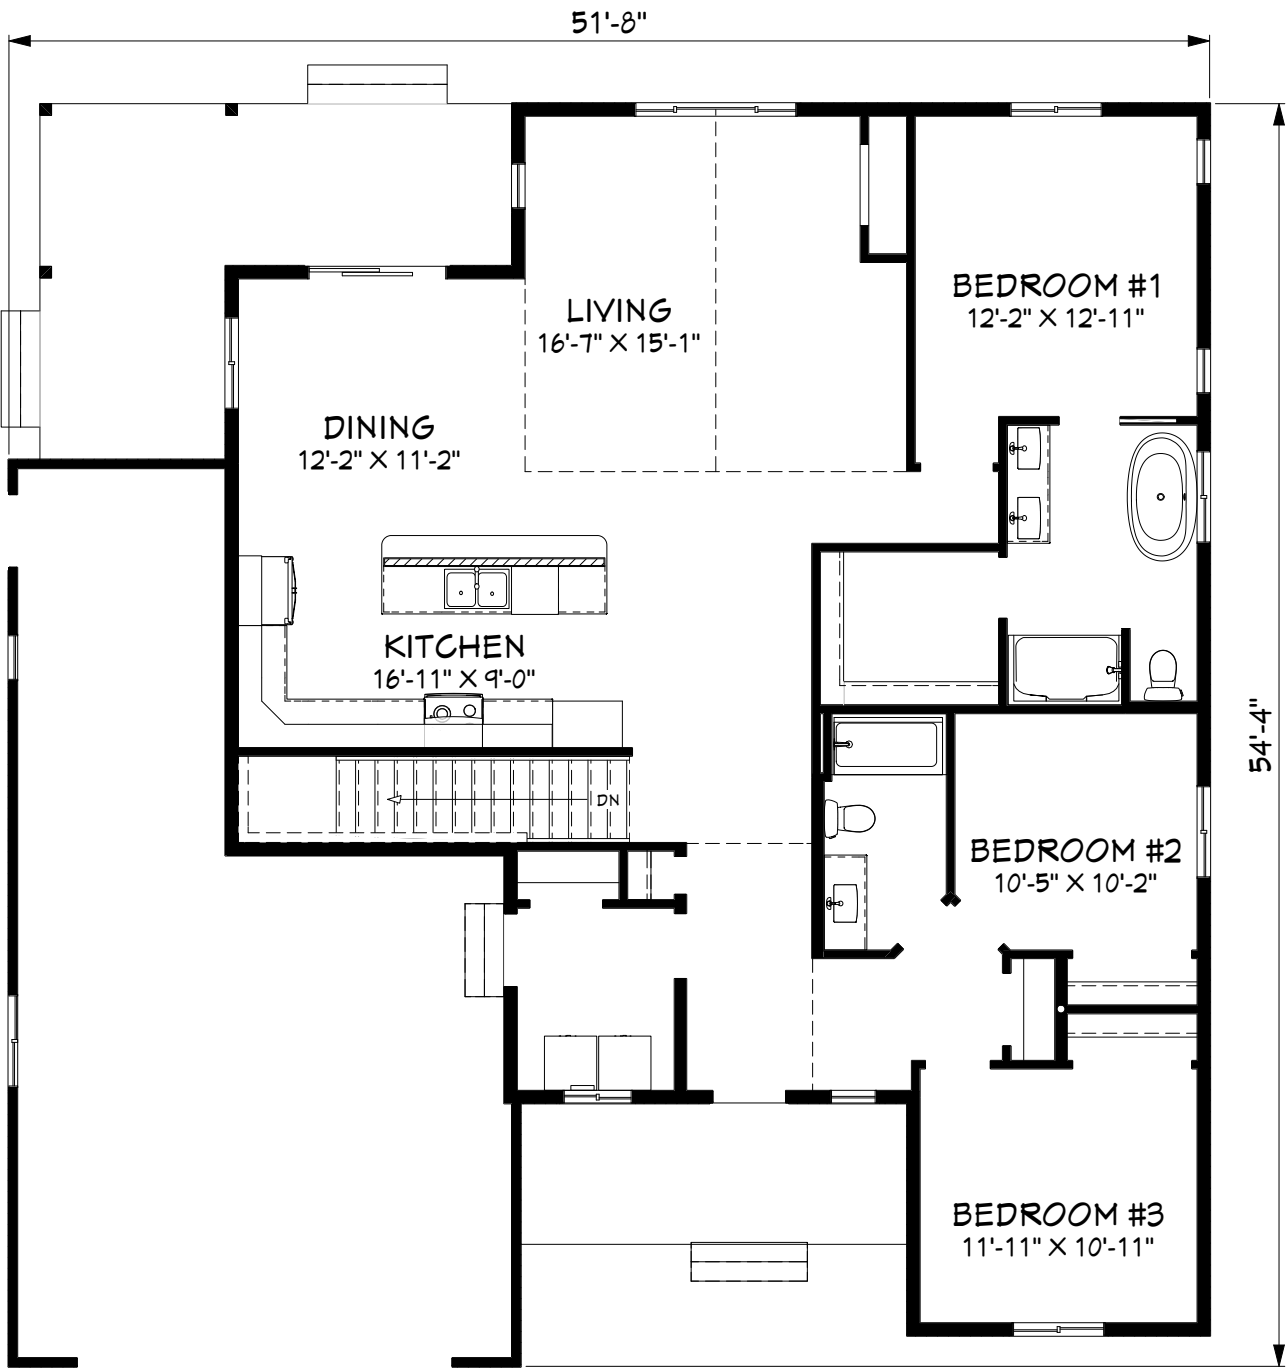 51'-8"
BEDROOM #1
12'-2" X 12'-11"
LIVING
16'-7" X 15'-1"
DINING
12'-2" X 11'-2"
KITCHEN
16'-11" X 9'-0"
54'-4"
DN
BEDROOM #2
10'-5" X 10'-2"
BEDROOM #3
11'-11" X 10'-11"